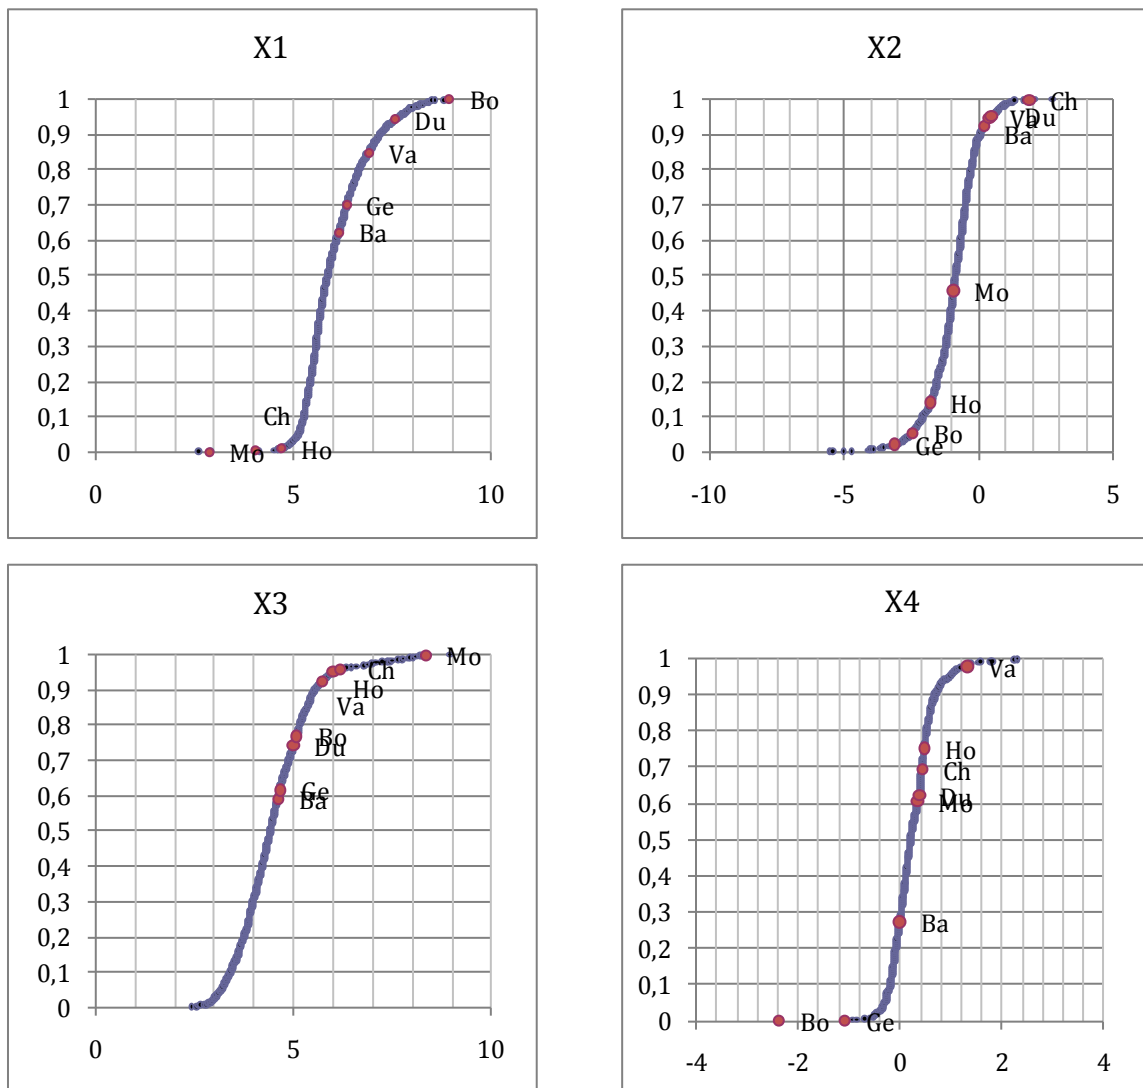 X1
1
0,9
0,8
0,7
0,6
0,5
0,4
0,3
0,2
0,1
0
0 5 10
Bo
Du
Va
Ge
Ba
Ch
Mo
Ho
X2
1
0,9
0,8
0,7
0,6
0,5
0,4
0,3
0,2
0,1
0
-10 -5 0 5
Ch
Va
Du
Ba
Mo
Ho
Bo
Ge
X3
1
0,9
0,8
0,7
0,6
0,5
0,4
0,3
0,2
0,1
0
0 5 10
Mo
Ch
Ho
Va
Bo
Du
Ge
Ba
X4
1
0,9
0,8
0,7
0,6
0,5
0,4
0,3
0,2
0,1
0
-4 -2 0 2 4
Va
Ho
Ch
Du
Mo
Ba
Bo
Ge